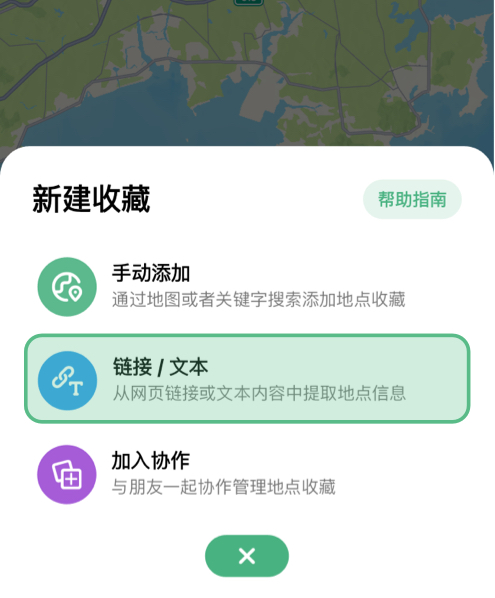 新建收藏
帮助指南
手动添加
通过地图或者关键字搜索添加地点收藏
链接 / 文本
从网页链接或文本内容中提取地点信息
加入协作
与朋友一起协作管理地点收藏